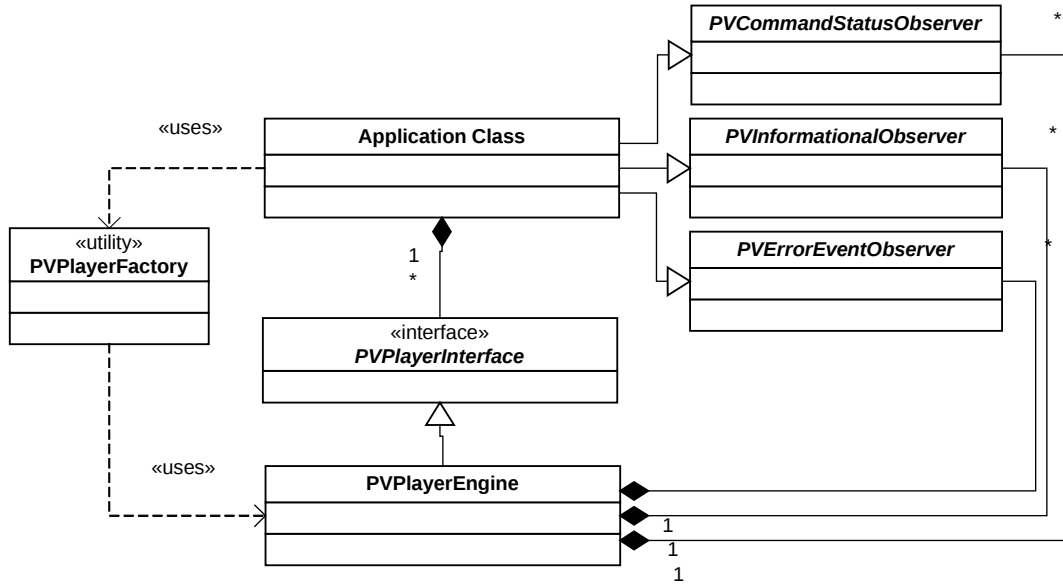 PVCommandStatusObserver
*
«uses»
Application Class
PVInformationalObserver
*
«utility»
PVPlayerFactory
PVErrorEventObserver
*
1
*
«interface»
PVPlayerInterface
«uses»
PVPlayerEngine
1
1
1